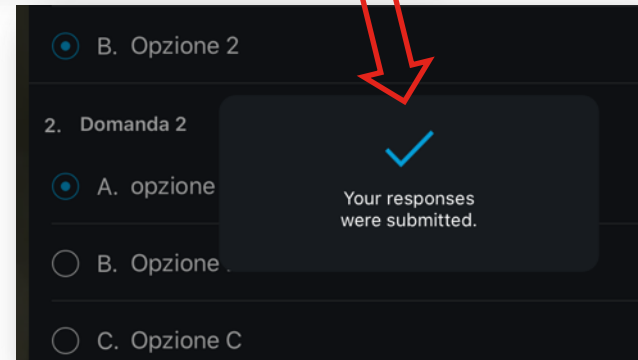 B. Opzione 2
2. Domanda 2
A. opzione
Your responses
were submitted.
B. Opzione
C. Opzione C